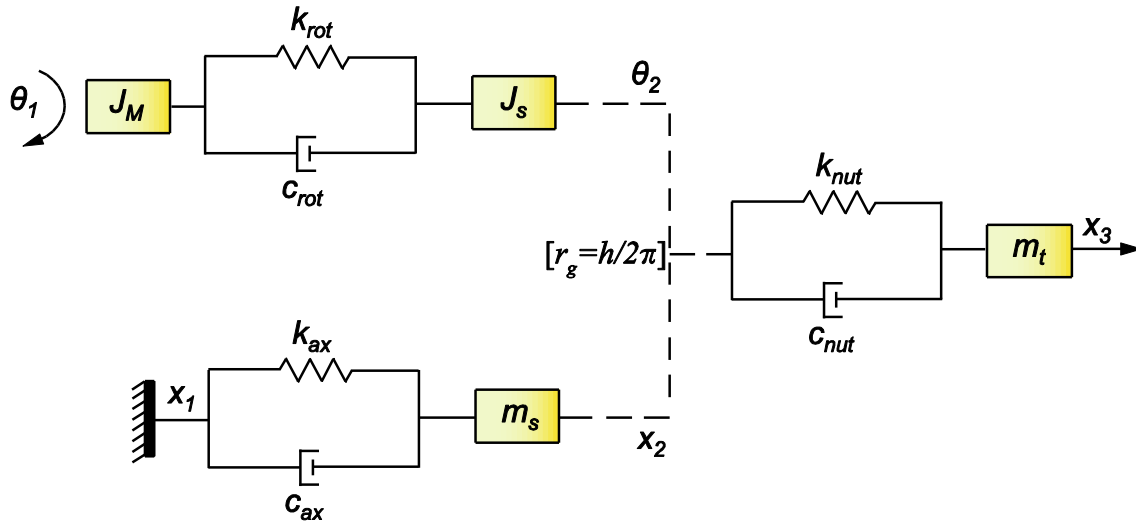 k_rot
θ_1
J_M
J_s
θ_2
c_rot
k_nut
[r_g=h/2π]
m_t
x_3
c_nut
k_ax
x_1
m_s
x_2
c_ax